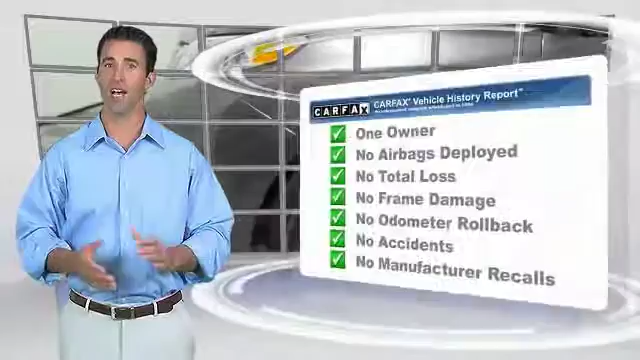 CARFAX CARFAX Vehicle History Report™
One Owner
No Airbags Deployed
No Total Loss
No Frame Damage
No Odometer Rollback
No Accidents
No Manufacturer Recalls